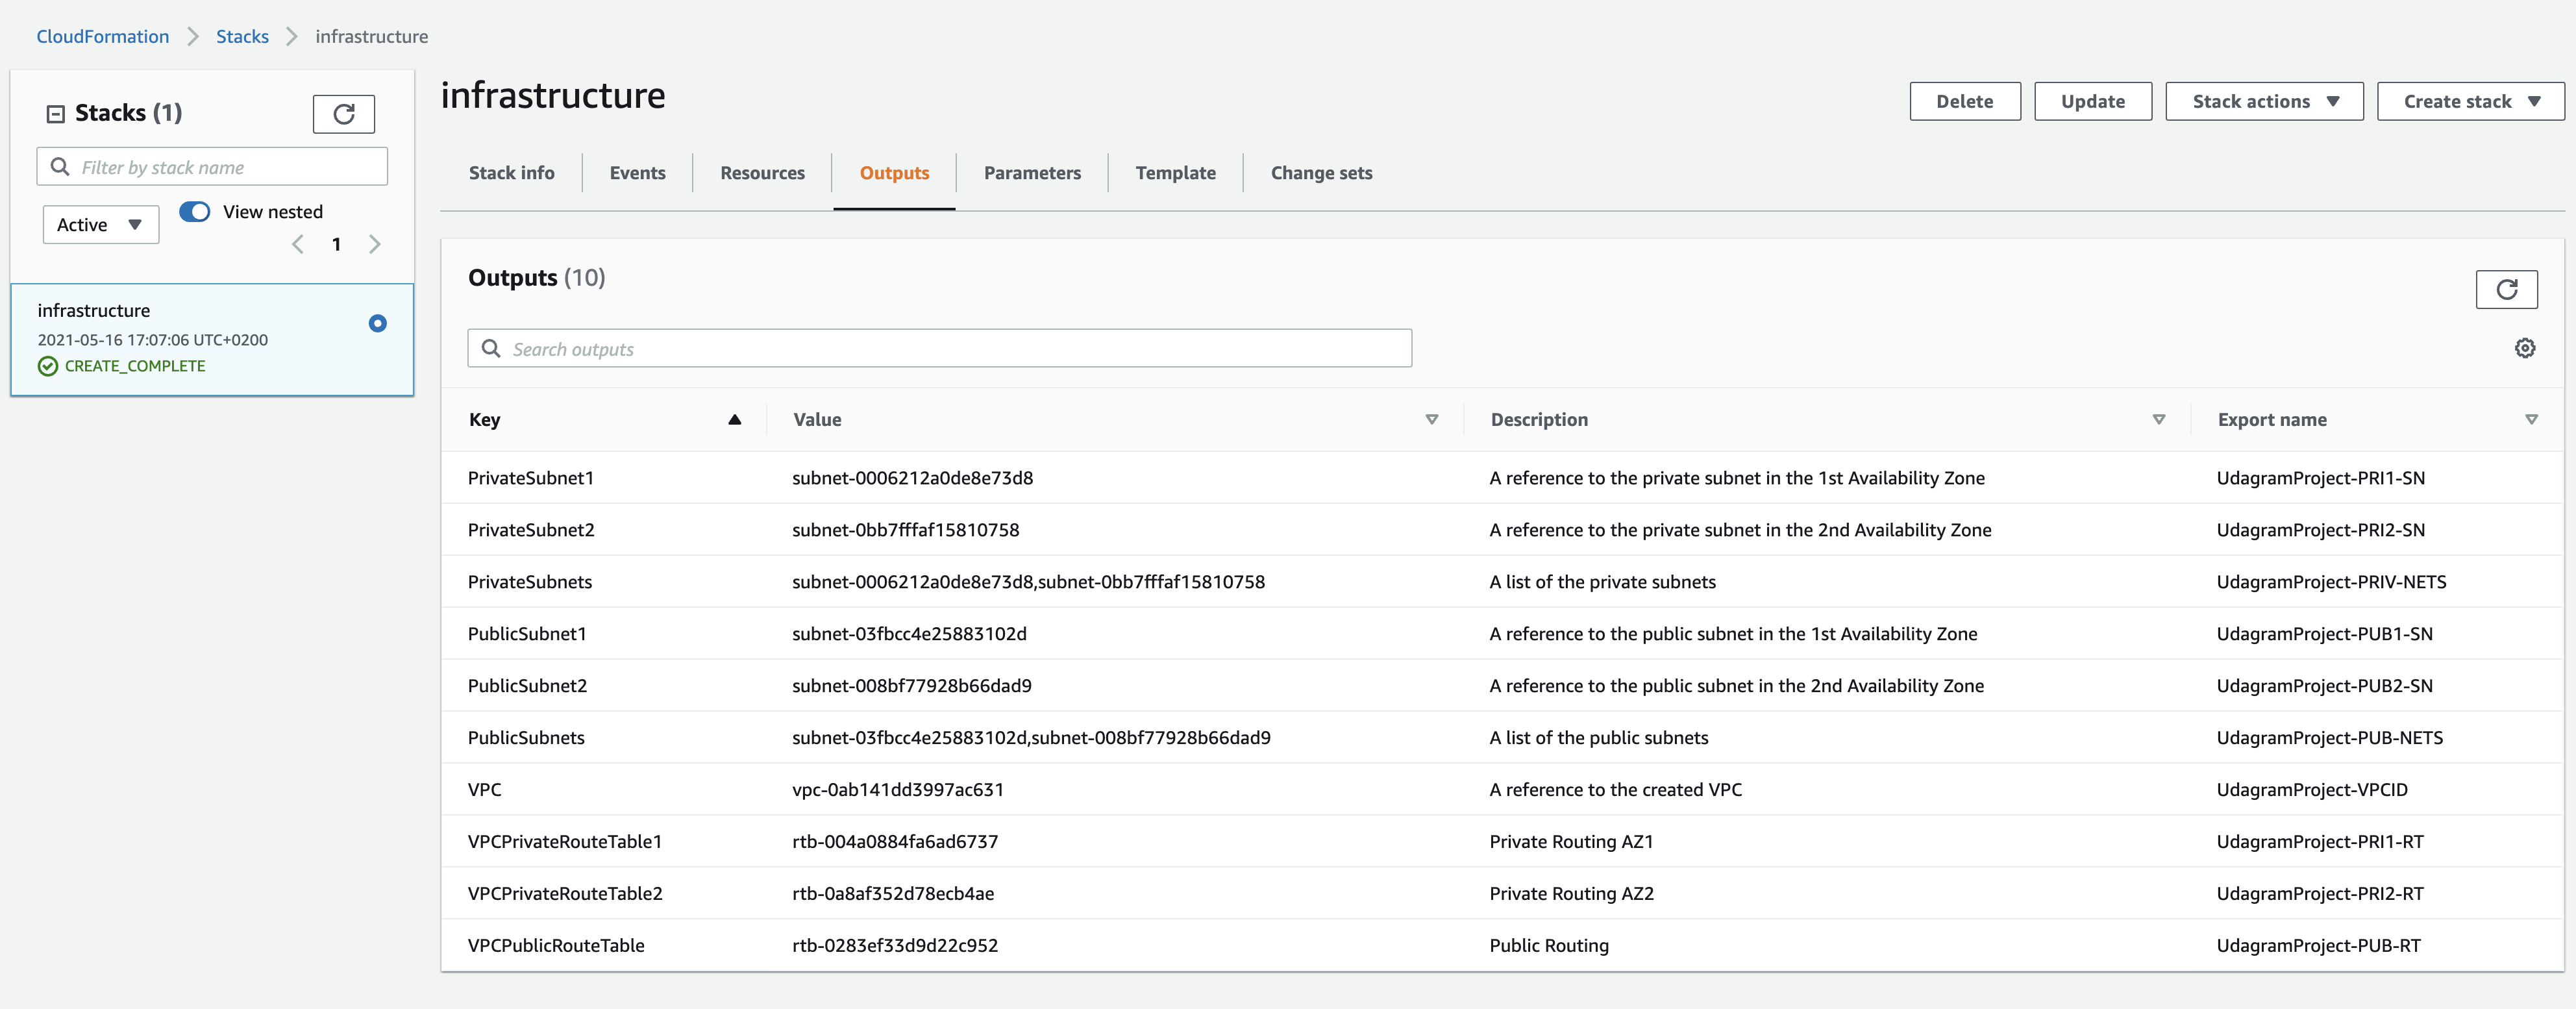 CloudFormation > Stacks > infrastructure
Stacks (1)
Filter by stack name
Active
View nested
1
infrastructure
2021-05-16 17:07:06 UTC+0200
CREATE_COMPLETE
infrastructure
Delete Update Stack actions Create stack
Stack info Events Resources Outputs Parameters Template Change sets
Outputs (10)
Search outputs
Key Value Description Export name
PrivateSubnet1 subnet-0006212a0de8e73d8 A reference to the private subnet in the 1st Availability Zone UdagramProject-PRI1-SN
PrivateSubnet2 subnet-0bb7fffaf15810758 A reference to the private subnet in the 2nd Availability Zone UdagramProject-PRI2-SN
PrivateSubnets subnet-0006212a0de8e73d8,subnet-0bb7fffaf15810758 A list of the private subnets UdagramProject-PRIV-NETS
PublicSubnet1 subnet-03fbcc4e25883102d A reference to the public subnet in the 1st Availability Zone UdagramProject-PUB1-SN
PublicSubnet2 subnet-008bf77928b66dad9 A reference to the public subnet in the 2nd Availability Zone UdagramProject-PUB2-SN
PublicSubnets subnet-03fbcc4e25883102d,subnet-008bf77928b66dad9 A list of the public subnets UdagramProject-PUB-NETS
VPC vpc-0ab141dd3997ac631 A reference to the created VPC UdagramProject-VPCID
VPCPrivateRouteTable1 rtb-004a0884fa6ad6737 Private Routing AZ1 UdagramProject-PRI1-RT
VPCPrivateRouteTable2 rtb-0a8af352d78ecb4ae Private Routing AZ2 UdagramProject-PRI2-RT
VPCPublicRouteTable rtb-0283ef33d9d22c952 Public Routing UdagramProject-PUB-RT